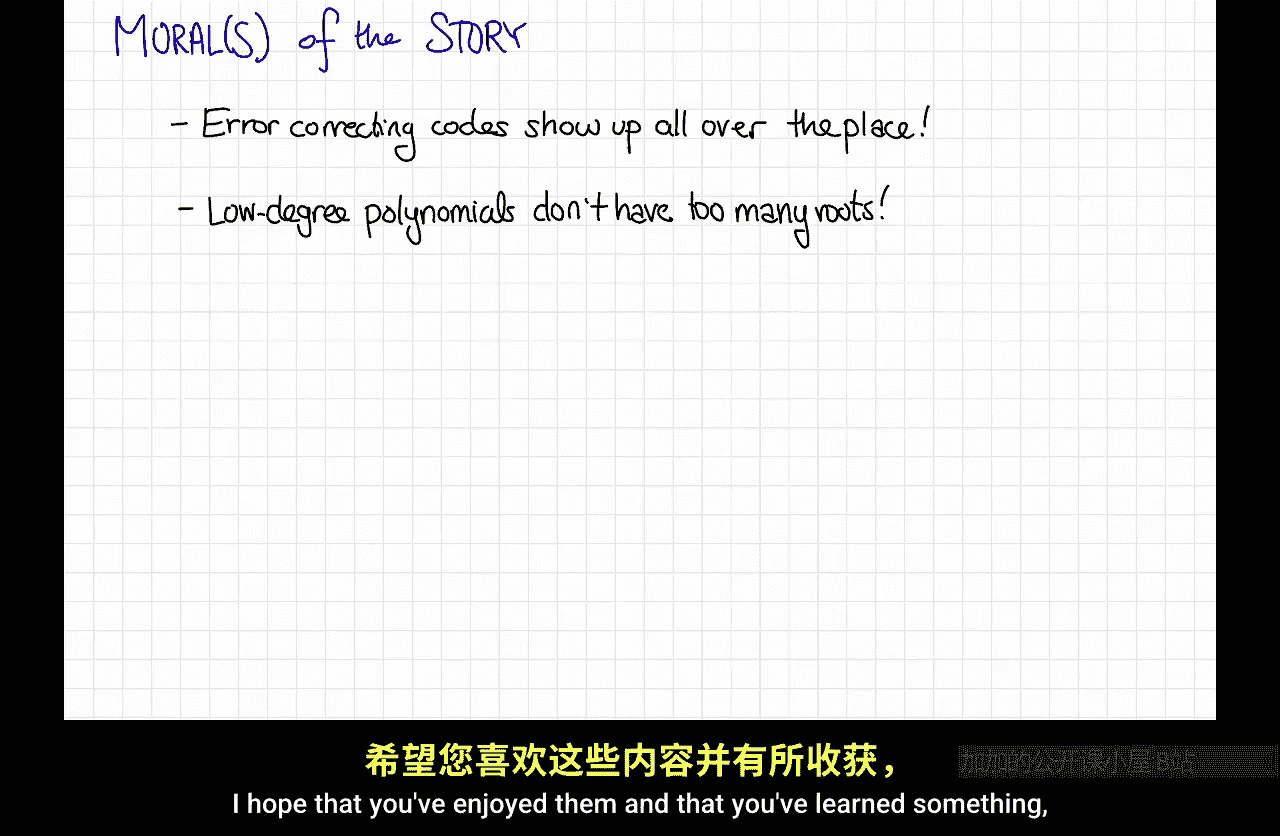 MORAL(S) of the STORY
- Error correcting codes show up all over the place!
- Low-degree polynomials don't have too many roots!
希望您喜欢这些内容并有所收获，
加加的公开课小屋 B站
I hope that you've enjoyed them and that you've learned something,